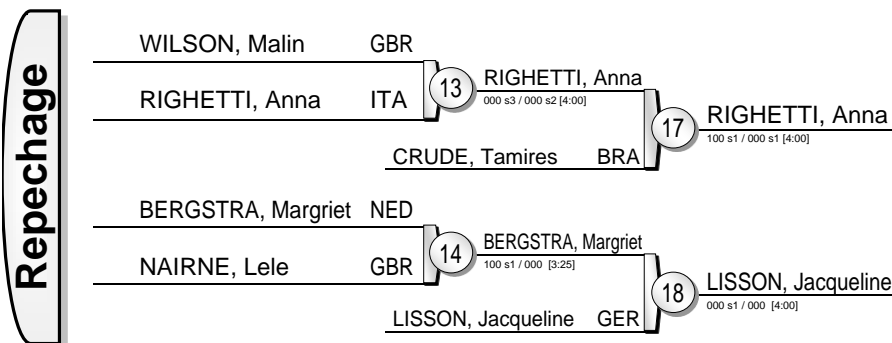 Repechage
WILSON, Malin GBR
RIGHETTI, Anna ITA
13
RIGHETTI, Anna
000 s3 / 000 s2 [4:00]
CRUDE, Tamires BRA
17
RIGHETTI, Anna
100 s1 / 000 s1 [4:00]
BERGSTRA, Margriet NED
NAIRNE, Lele GBR
14
BERGSTRA, Margriet
100 s1 / 000 [3:25]
LISSON, Jacqueline GER
18
LISSON, Jacqueline
000 s1 / 000 [4:00]